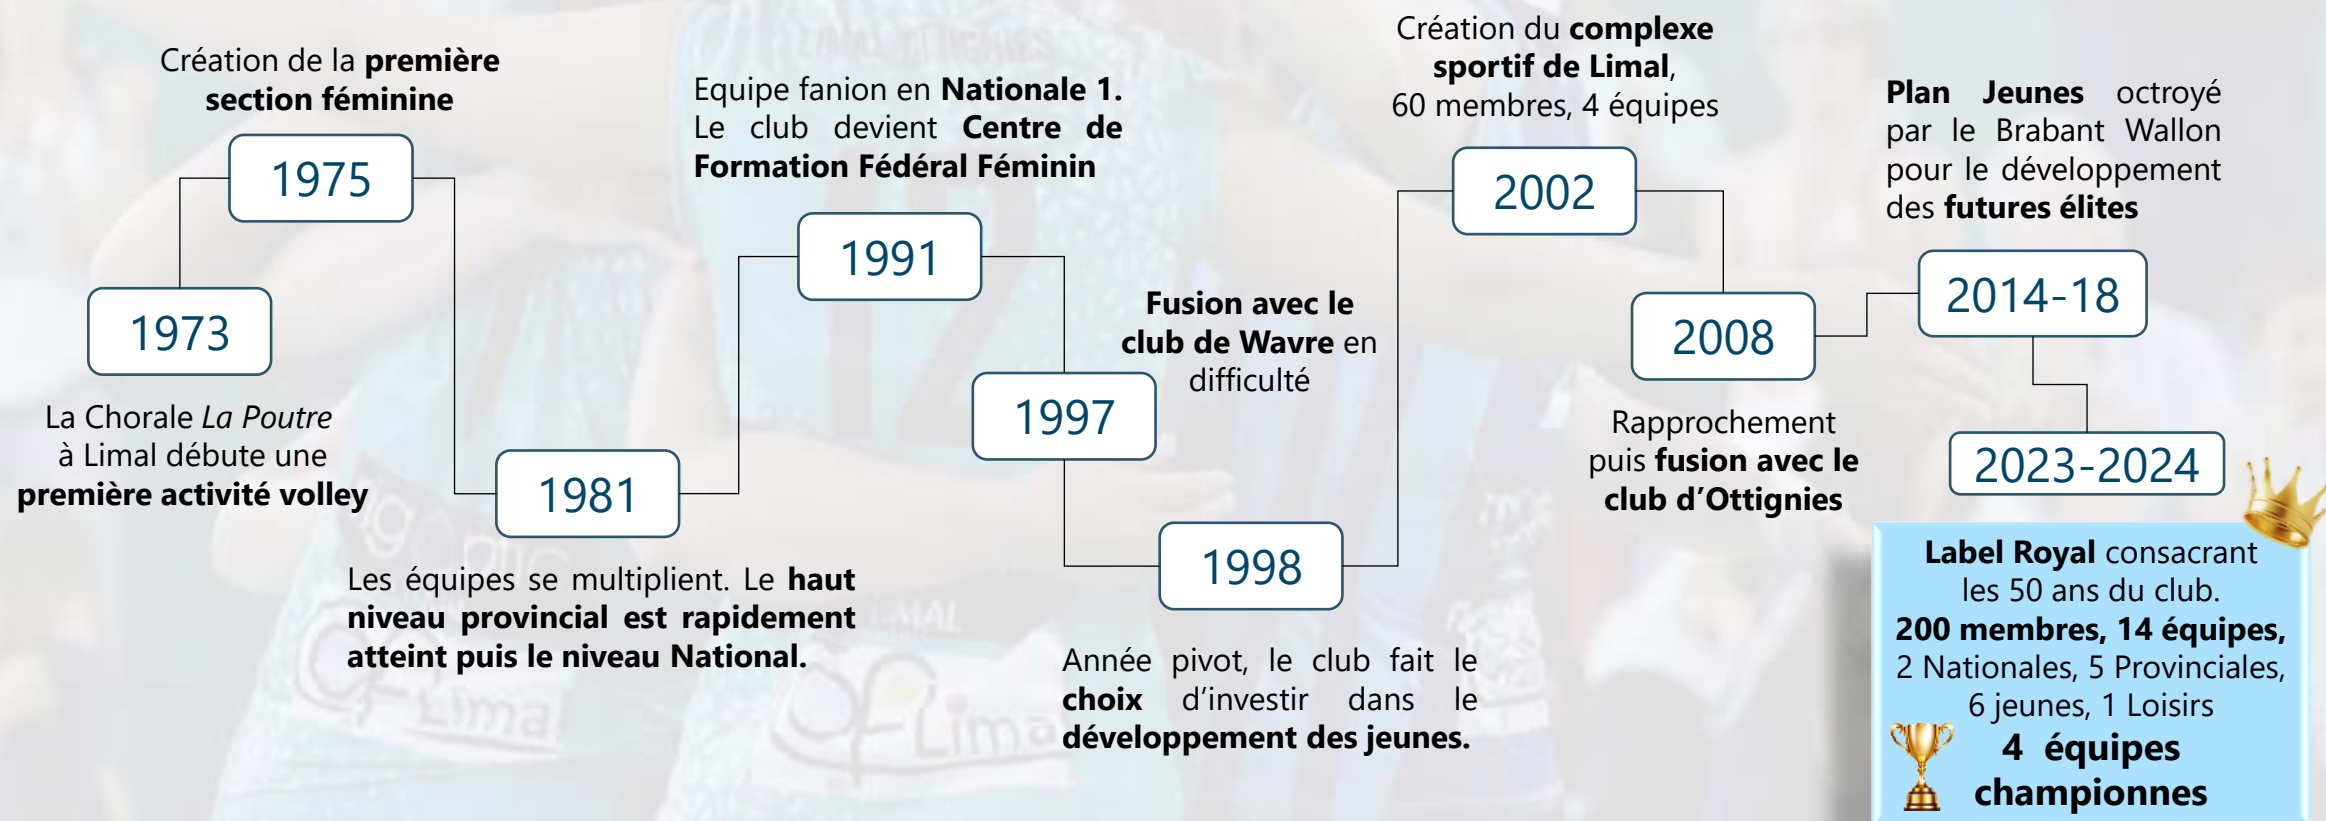 Création de la première
section féminine
1975
1973
La Chorale La Poutre
à Limal débute une
première activité volley
1981
Les équipes se multiplient. Le haut
niveau provincial est rapidement
atteint puis le niveau National.
Equipe fanion en Nationale 1.
Le club devient Centre de
Formation Fédéral Féminin
1991
Fusion avec le
club de Wavre en
difficulté
1997
1998
Année pivot, le club fait le
choix d’investir dans le
développement des jeunes.
Création du complexe
sportif de Limal,
60 membres, 4 équipes
2002
2008
Rapprochement
puis fusion avec le
club d’Ottignies
Plan Jeunes octroyé
par le Brabant Wallon
pour le développement
des futures élites
2014-18
2023-2024
Label Royal consacrant
les 50 ans du club.
200 membres, 14 équipes,
2 Nationales, 5 Provinciales,
6 jeunes, 1 Loisirs
4 équipes
championnes